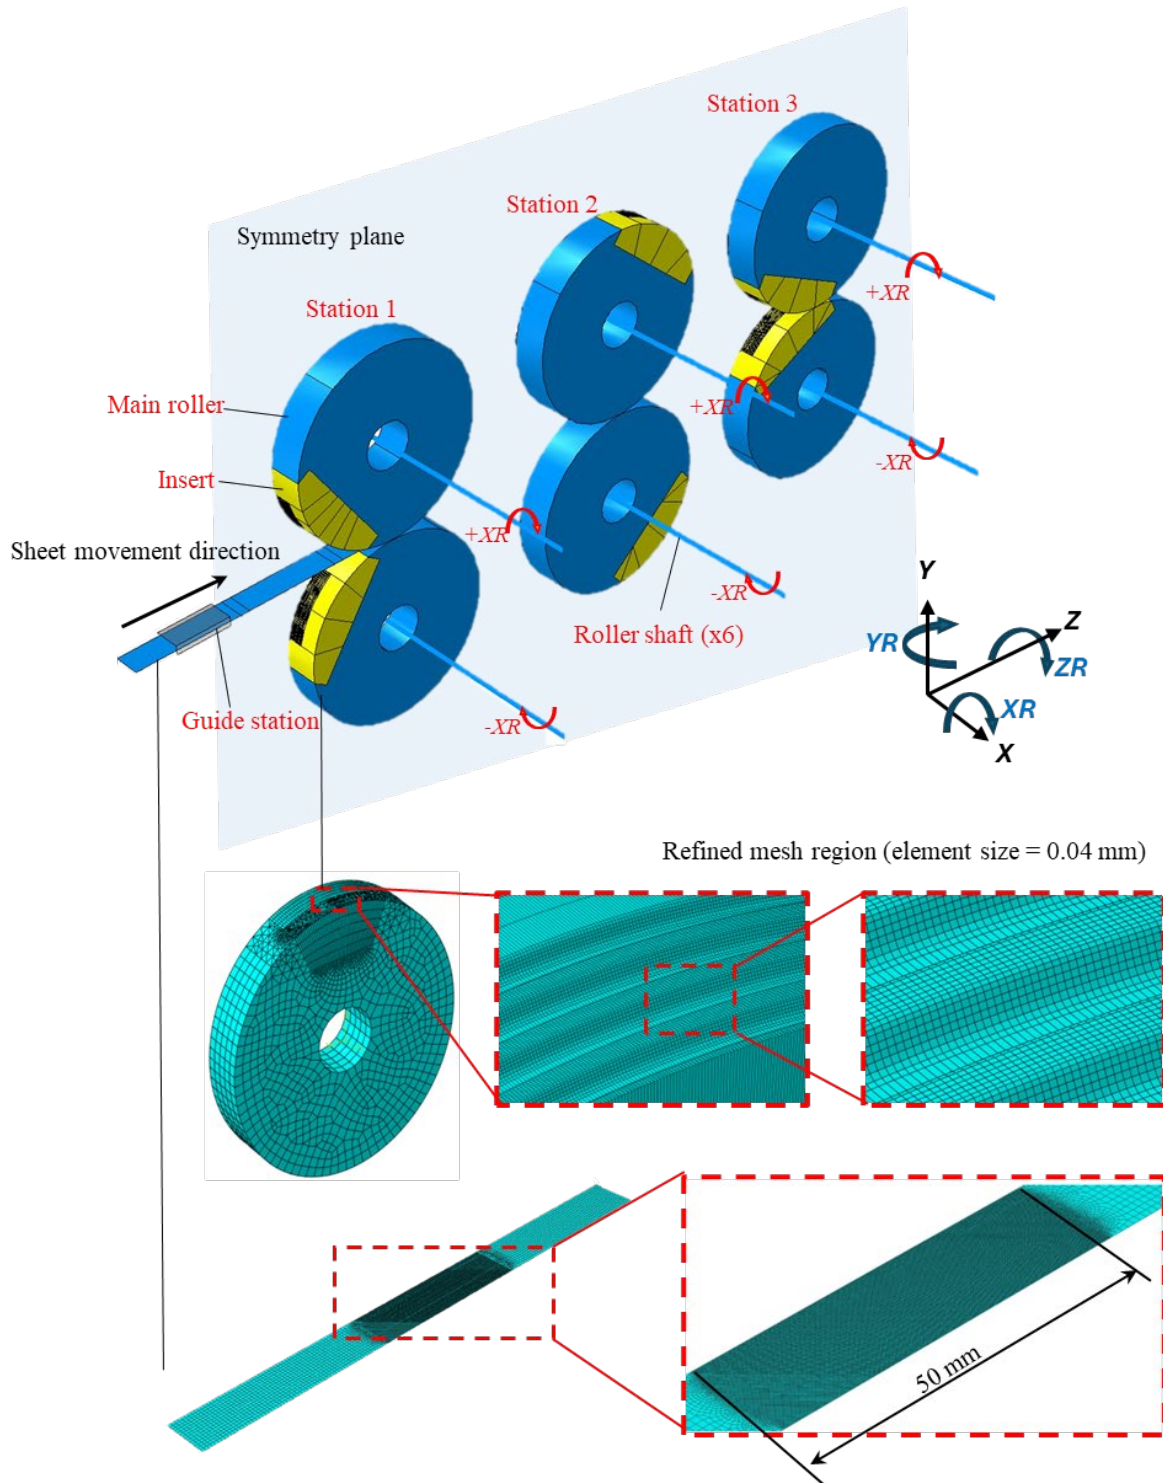 Station 3
Station 2
Symmetry plane
Station 1
+XR
Main roller
+XR
Insert
-XR
+XR
Sheet movement direction
Y
-XR
Z
Roller shaft (x6)
YR
ZR
Guide station
XR
-XR
X
Refined mesh region (element size = 0.04 mm)
50 mm